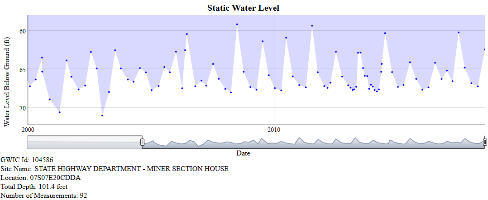 Static Water Level
Water Level Below Ground (ft)
60
65
70
2000
2010
Date
GWIC Id: 104586
Site Name: STATE HIGHWAY DEPARTMENT - MINER SECTION HOUSE
Location: 07S07E20CDDA
Total Depth: 101.4 feet
Number of Measurements: 92